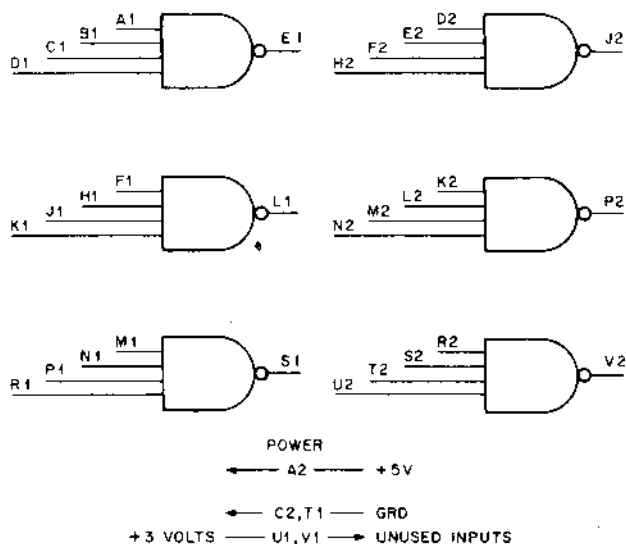 A1
B1
C1
D1
E1
D2
E2
F2
H2
J2
F1
H1
J1
K1
L1
K2
L2
M2
N2
P2
M1
N1
P1
R1
S1
R2
S2
T2
U2
V2
POWER
A2 +5V
C2,T1 GRD
+3 VOLTS U1,V1 UNUSED INPUTS